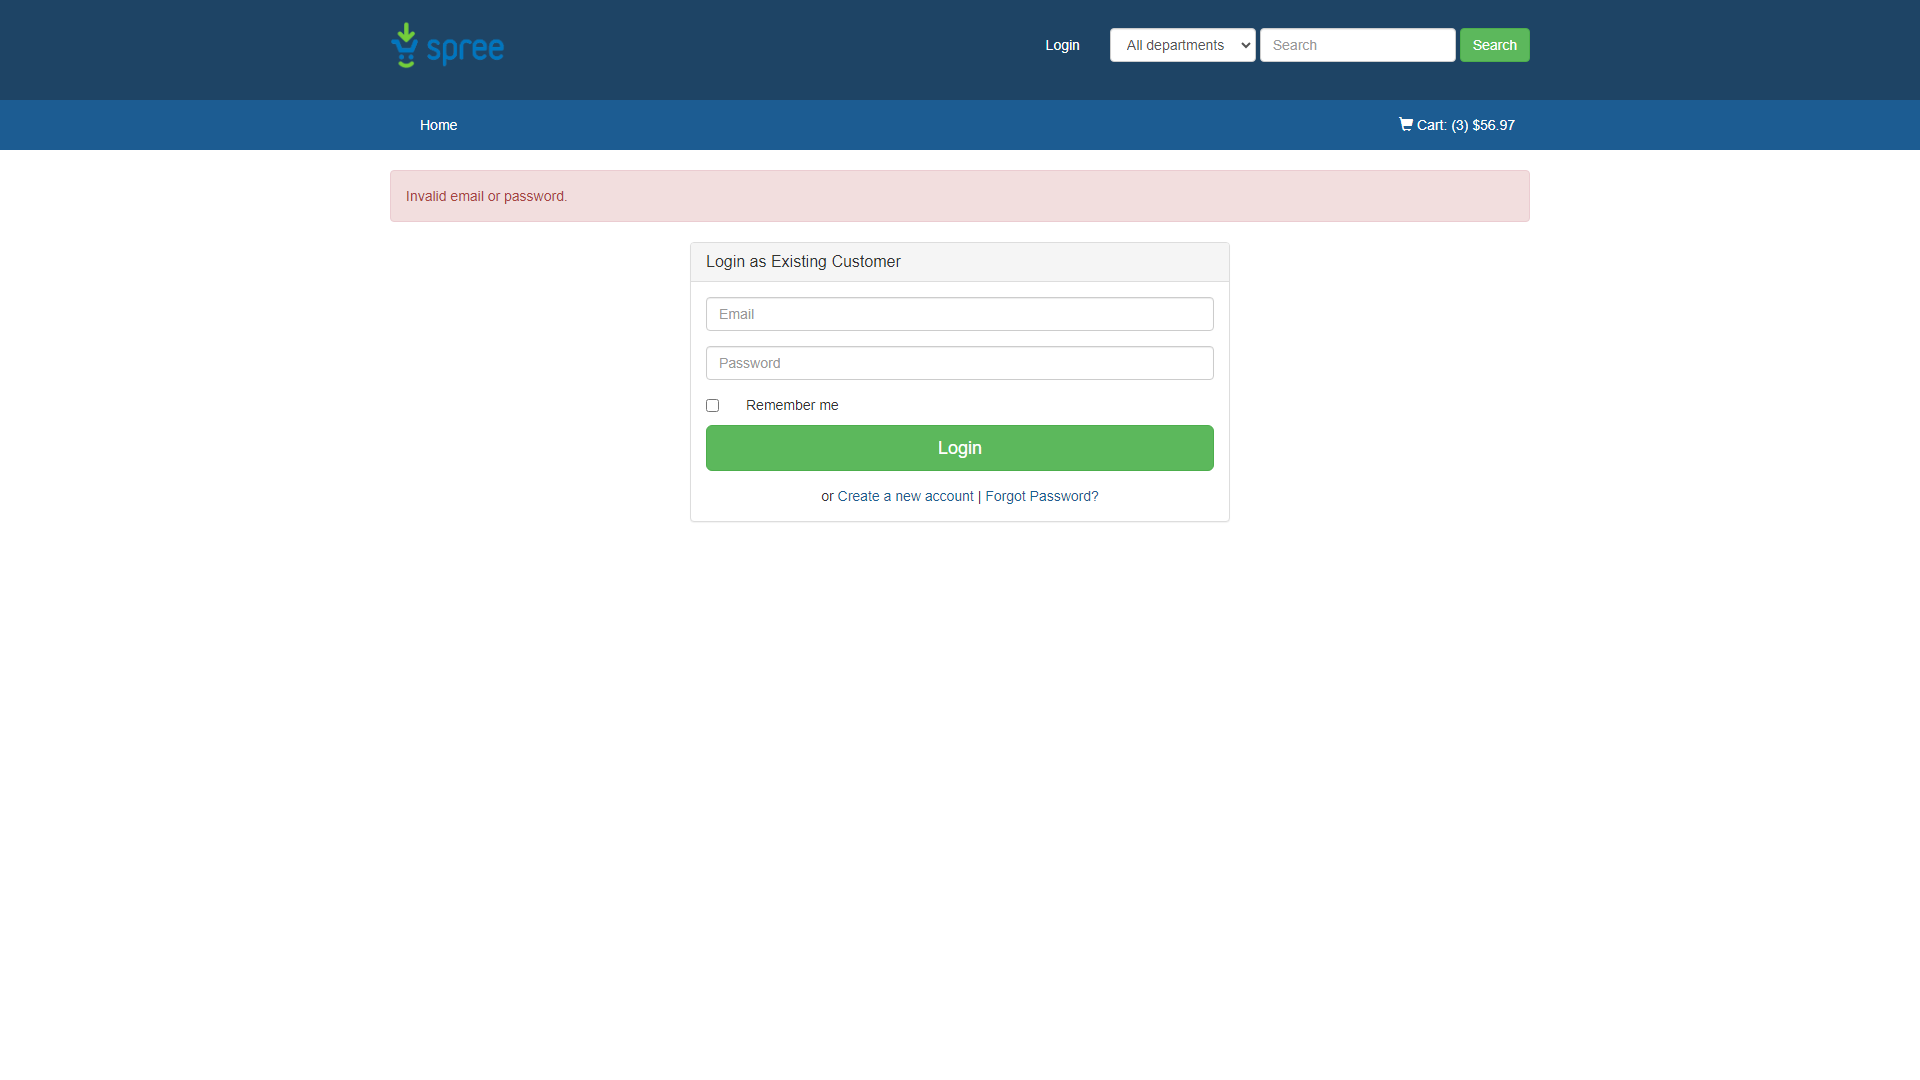 spree
Login
All departments
Search
Search
Home
Cart: (3) $56.97
Invalid email or password.
Login as Existing Customer
Email
Password
Remember me
Login
or Create a new account | Forgot Password?